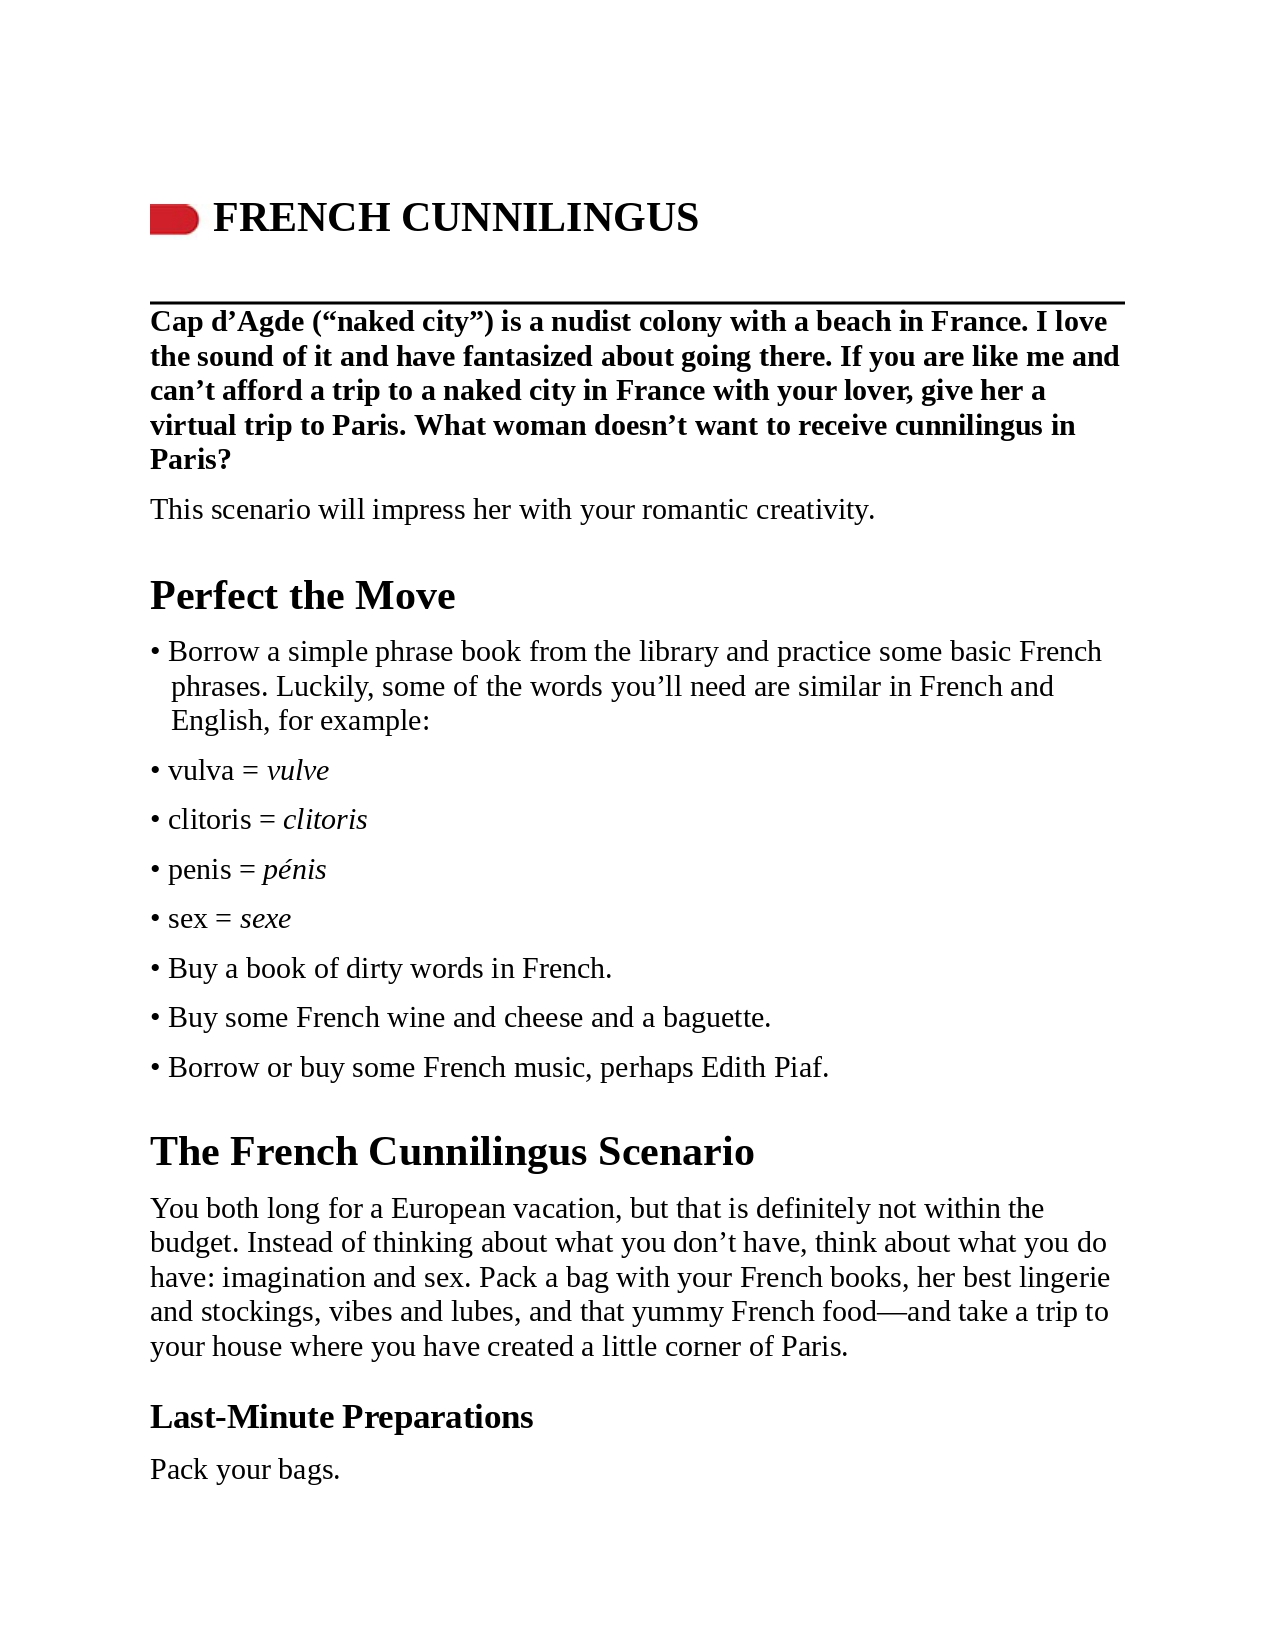 FRENCH CUNNILINGUS
Cap d’Agde (“naked city”) is a nudist colony with a beach in France. I love
the sound of it and have fantasized about going there. If you are like me and
can’t afford a trip to a naked city in France with your lover, give her a
virtual trip to Paris. What woman doesn’t want to receive cunnilingus in
Paris?
This scenario will impress her with your romantic creativity.
Perfect the Move
• Borrow a simple phrase book from the library and practice some basic French
phrases. Luckily, some of the words you’ll need are similar in French and
English, for example:
• vulva = vulve
• clitoris = clitoris
• penis = pénis
• sex = sexe
• Buy a book of dirty words in French.
• Buy some French wine and cheese and a baguette.
• Borrow or buy some French music, perhaps Edith Piaf.
The French Cunnilingus Scenario
You both long for a European vacation, but that is definitely not within the
budget. Instead of thinking about what you don’t have, think about what you do
have: imagination and sex. Pack a bag with your French books, her best lingerie
and stockings, vibes and lubes, and that yummy French food—and take a trip to
your house where you have created a little corner of Paris.
Last-Minute Preparations
Pack your bags.